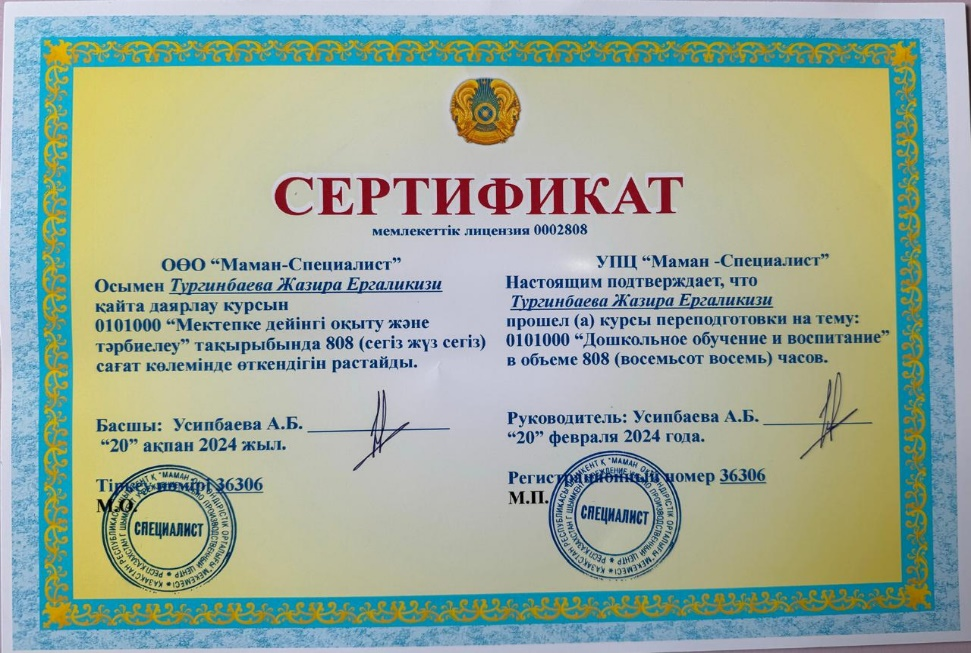 СЕРТИФИКАТ
мемлекеттік лицензия 0002808
ОӨО “Маман-Специалист”
Осымен Тургинбаева Жазира Ергаликизи
қайта даярлау курсын
0101000 “Мектепке дейінгі оқыту және
тәрбиелеу” тақырыбында 808 (сегіз жүз сегіз)
сағат көлемінде өткендігін растайды.
Басшы: Усипбаева А.Б.
“20” ақпан 2024 жыл.
Тіркеу нөмірі 36306
М.О.
СПЕЦИАЛИСТ
УПЦ “Маман -Специалист”
Настоящим подтверждает, что
Тургинбаева Жазира Ергаликизи
прошел (а) курсы переподготовки на тему:
0101000 “Дошкольное обучение и воспитание”
в объеме 808 (восемьсот восемь) часов.
Руководитель: Усипбаева А.Б.
“20” февраля 2024 года.
Регистрационный номер 36306
М.П.
СПЕЦИАЛИСТ